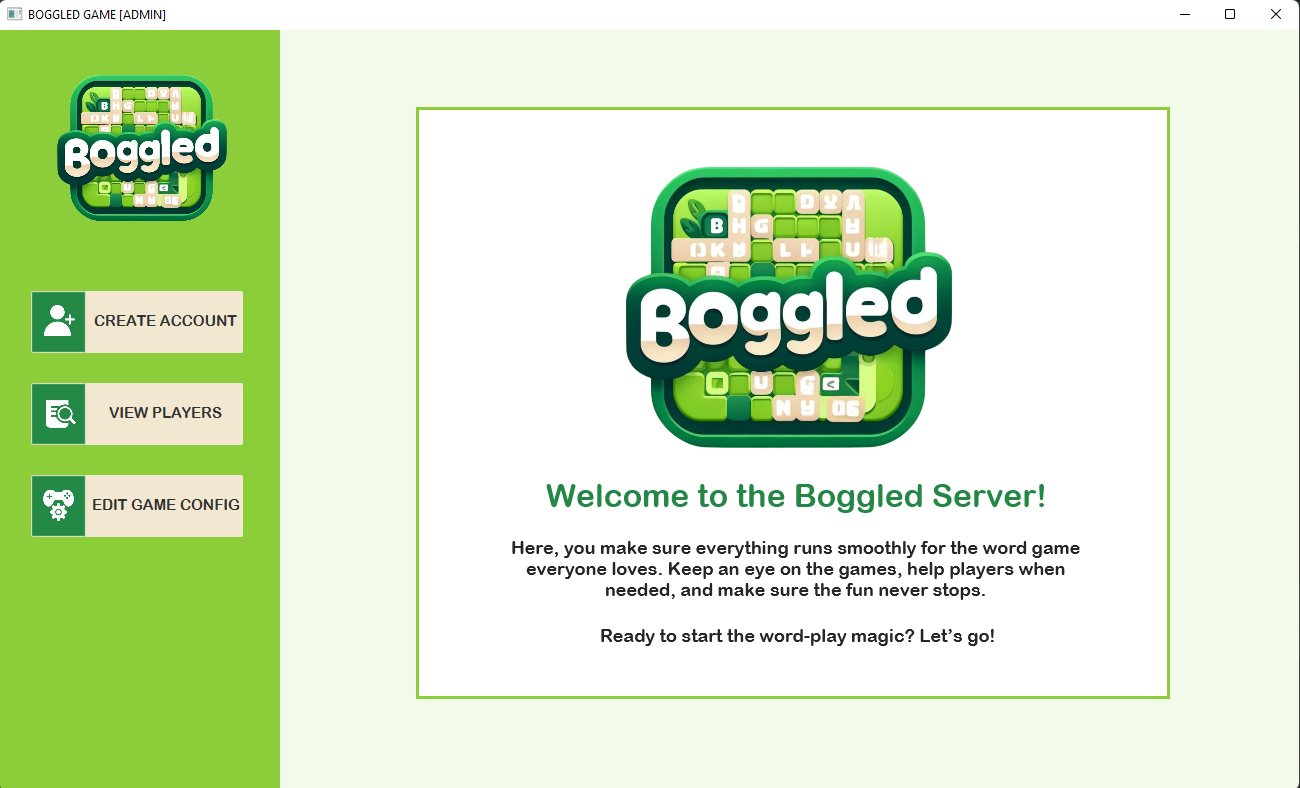 BOGGLED GAME [ADMIN]
Boggled
CREATE ACCOUNT
VIEW PLAYERS
EDIT GAME CONFIG
Boggled
Welcome to the Boggled Server!
Here, you make sure everything runs smoothly for the word game
everyone loves. Keep an eye on the games, help players when
needed, and make sure the fun never stops.
Ready to start the word-play magic? Let’s go!